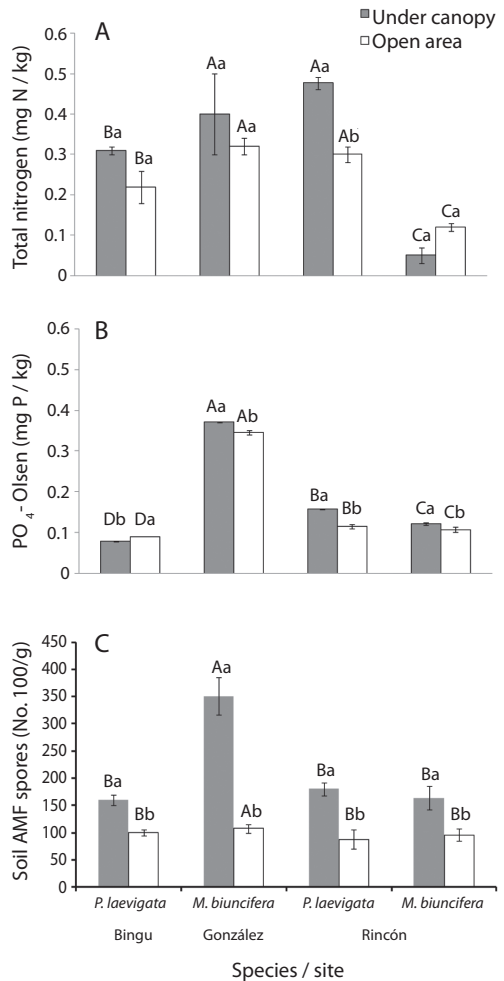 Under canopy
Open area
A
Total nitrogen (mg N / kg)
0.6
0.5
0.4
0.3
0.2
0.1
0
Ba
Ba
Aa
Aa
Aa
Ab
Ca
Ca
B
PO4- Olsen (mg P / kg)
0.6
0.5
0.4
0.3
0.2
0.1
0
Db
Da
Aa
Ab
Ba
Bb
Ca
Cb
C
Soil AMF spores (No. 100/g)
450
400
350
300
250
200
150
100
50
0
Ba
Bb
Aa
Ab
Ba
Bb
Ba
Bb
P. laevigata M. biuncifera P. laevigata M. biuncifera
Bingu González Rincón
Species / site